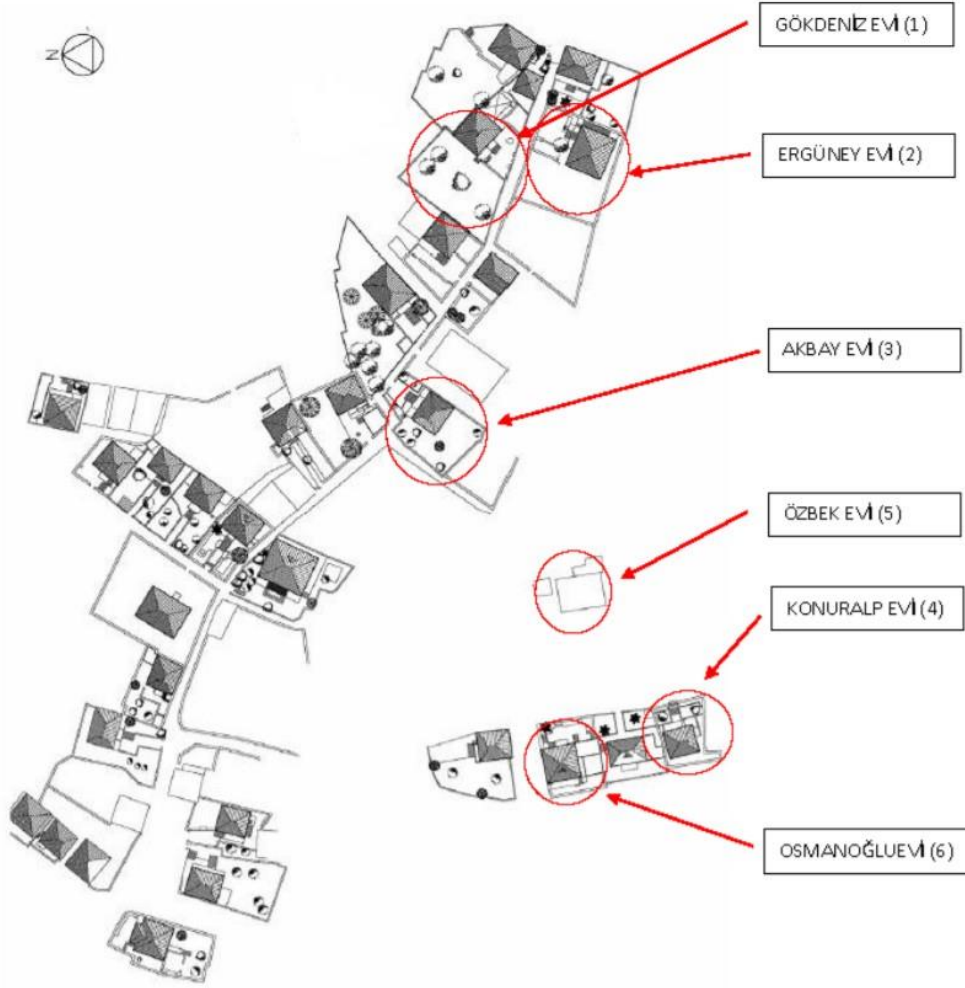 GÖKDENİZ EVİ (1)
N
ERGÜNEY EVİ (2)
AKBAY EVİ (3)
ÖZBEK EVİ (5)
KONURALP EVİ (4)
OSMANOĞLUEVİ (6)